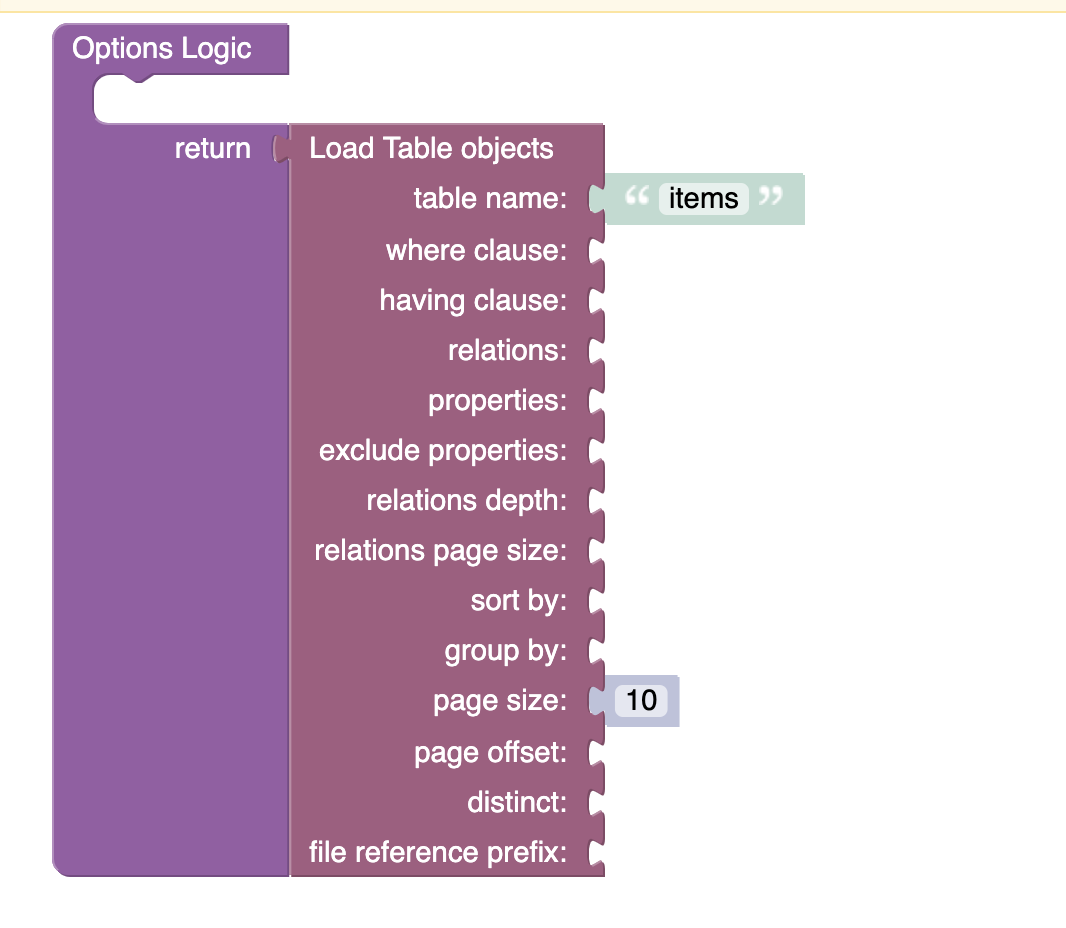 Options Logic
return Load Table objects
table name: “ items ”
where clause:
having clause:
relations:
properties:
exclude properties:
relations depth:
relations page size:
sort by:
group by:
page size: 10
page offset:
distinct:
file reference prefix: